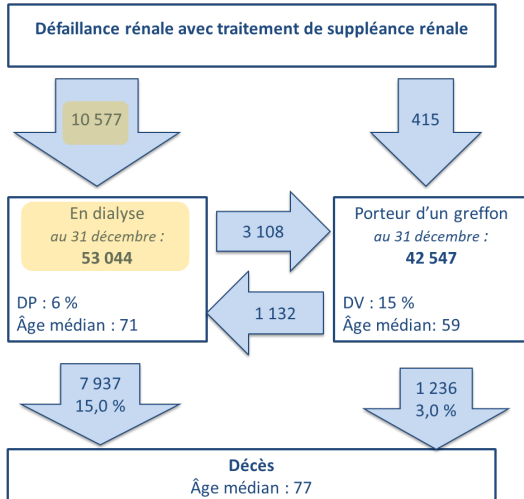 Défaillance rénale avec traitement de suppléance rénale
10 577
415
En dialyse
au 31 décembre :
53 044
DP : 6 %
Âge médian : 71
3 108
1 132
Porteur d'un greffon
au 31 décembre :
42 547
DV : 15 %
Âge médian: 59
7 937
15,0 %
1 236
3,0 %
Décès
Âge médian : 77